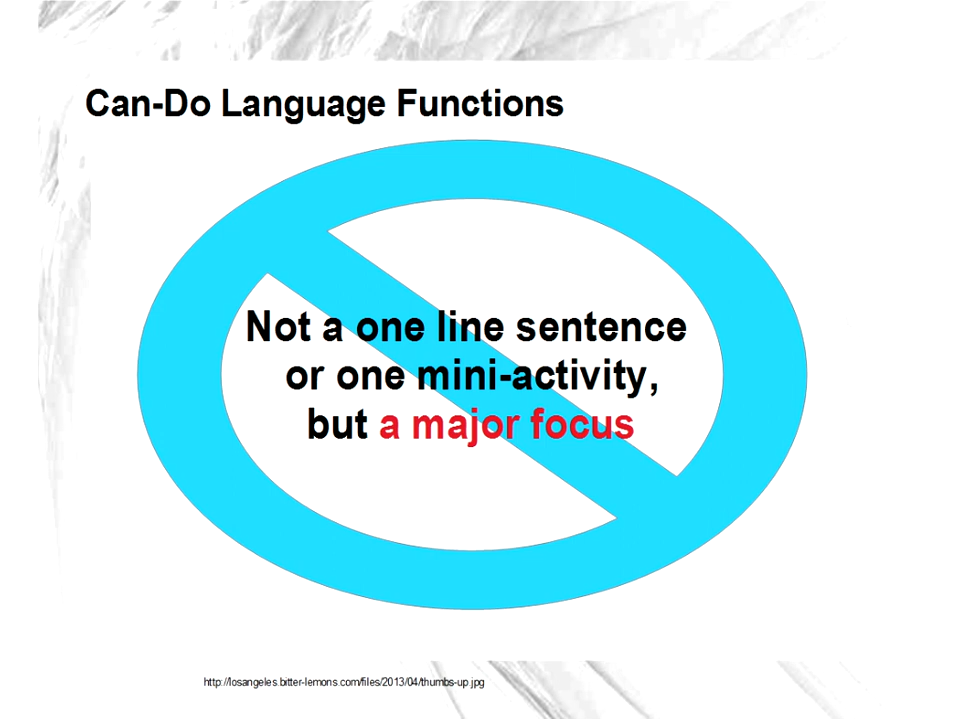 Can-Do Language Functions
Not a one line sentence
or one mini-activity,
but a major focus
http://losangeles.bitter-lemons.com/files/2013/04/thumbs-up.jpg